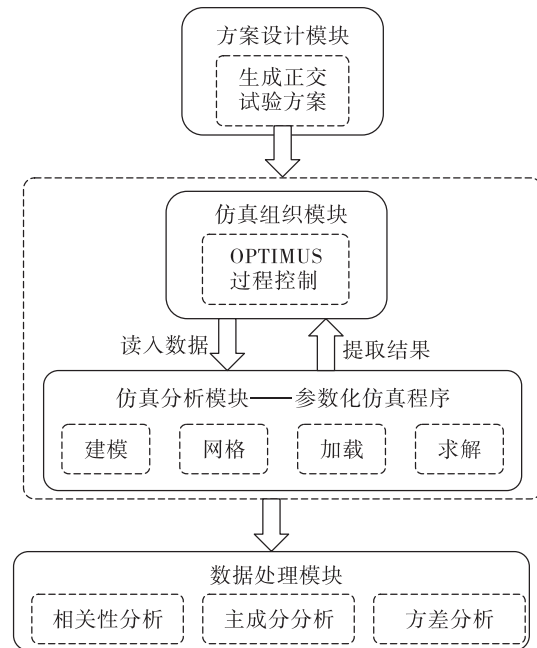 方案设计模块
生成正交
试验方案
仿真组织模块
OPTIMUS
过程控制
读入数据
提取结果
仿真分析模块——参数化仿真程序
建模
网格
加载
求解
数据处理模块
相关性分析
主成分分析
方差分析